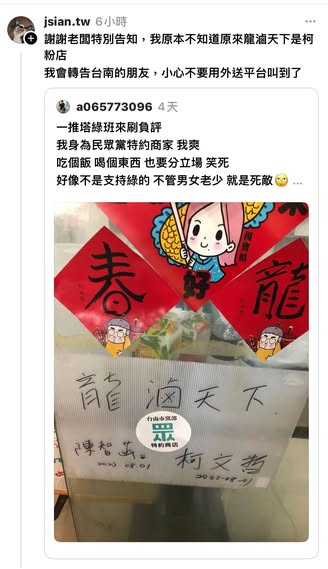 jsian.tw 6小時
謝謝老闆特別告知，我原本不知道原來龍滷天下是柯
粉店
我會轉告台南的朋友，小心不要用外送平台叫到了
a065773096 4天
一推塔綠班來刷負評
我身為民眾黨特約商家 我爽
吃個飯 喝個東西 也要分立場 笑死
好像不是支持綠的 不管男女老少 就是死敵🙄 ...
好
春
龍
龍滷天下
台南市黨部
眾
特約商店
陳智菡
2023.08.01
柯文哲
2023-08-01